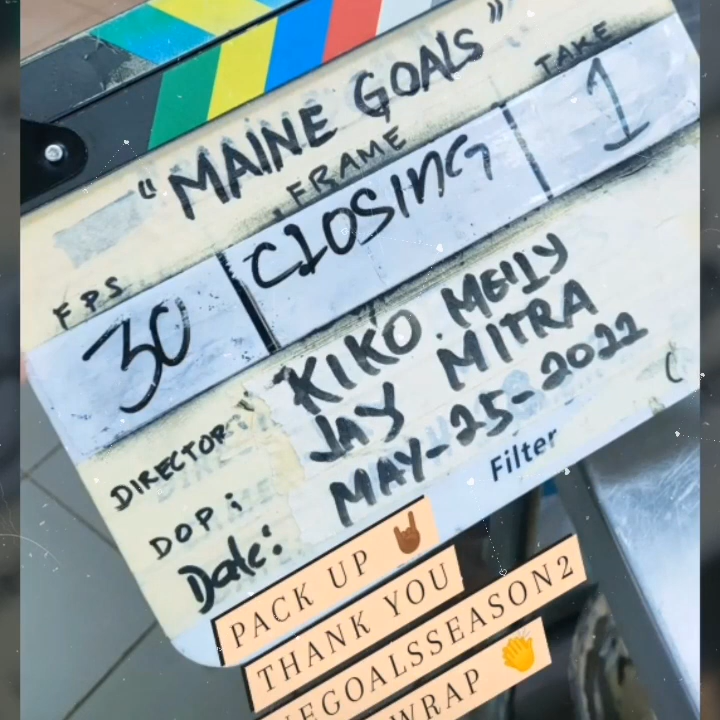 "MAINE GOALS"
FRAME
TAKE
FPS
30
CLOSING
1
DIRECTOR: KIKO MEILY
DOP: JAY MITRA
Date: MAY-25-2022
Filter
PACK UP 🤘🏾
THANK YOU
NEGOALSSEASON2
WRAP 👏